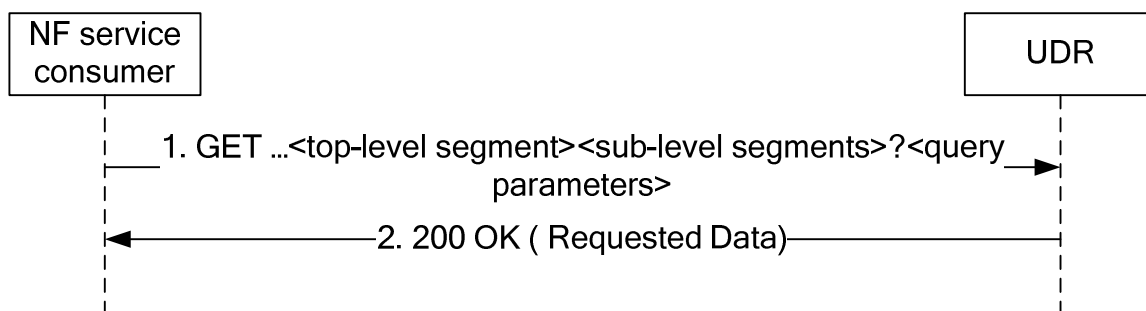 NF service
consumer
UDR
1. GET ...<top-level segment><sub-level segments>?<query
parameters>
2. 200 OK ( Requested Data)